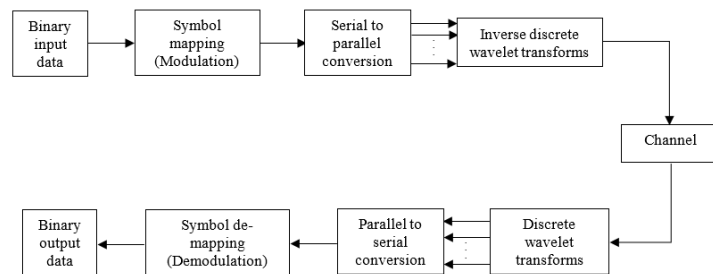 Binary
input
data
Symbol
mapping
(Modulation)
Serial to
parallel
conversion
Inverse discrete
wavelet transforms
Channel
Binary
output
data
Symbol de-
mapping
(Demodulation)
Parallel to
serial
conversion
Discrete
wavelet
transforms